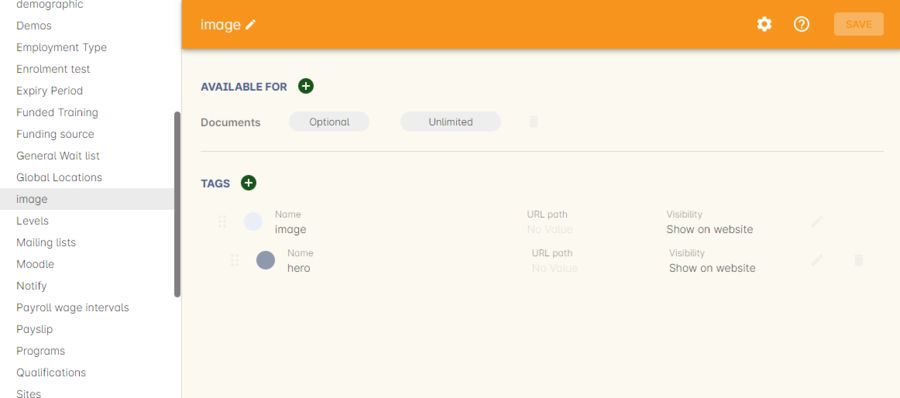 demographic
Demos
Employment Type
Enrolment test
Expiry Period
Funded Training
Funding source
General Wait list
Global Locations
image
Levels
Mailing lists
Moodle
Notify
Payroll wage intervals
Payslip
Programs
Qualifications
Sites
image
SAVE
AVAILABLE FOR
Documents Optional Unlimited
TAGS
Name URL path Visibility
image No Value Show on website
Name URL path Visibility
hero No Value Show on website